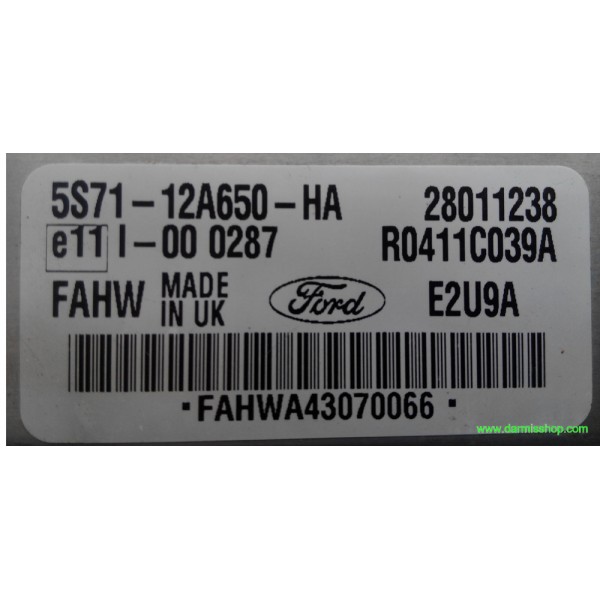 5S71-12A650-HA 28011238
e11 I-00 0287 R0411C039A
FAHW MADE IN UK Ford E2U9A
·FAHWA43070066·
www.darmisshop.com